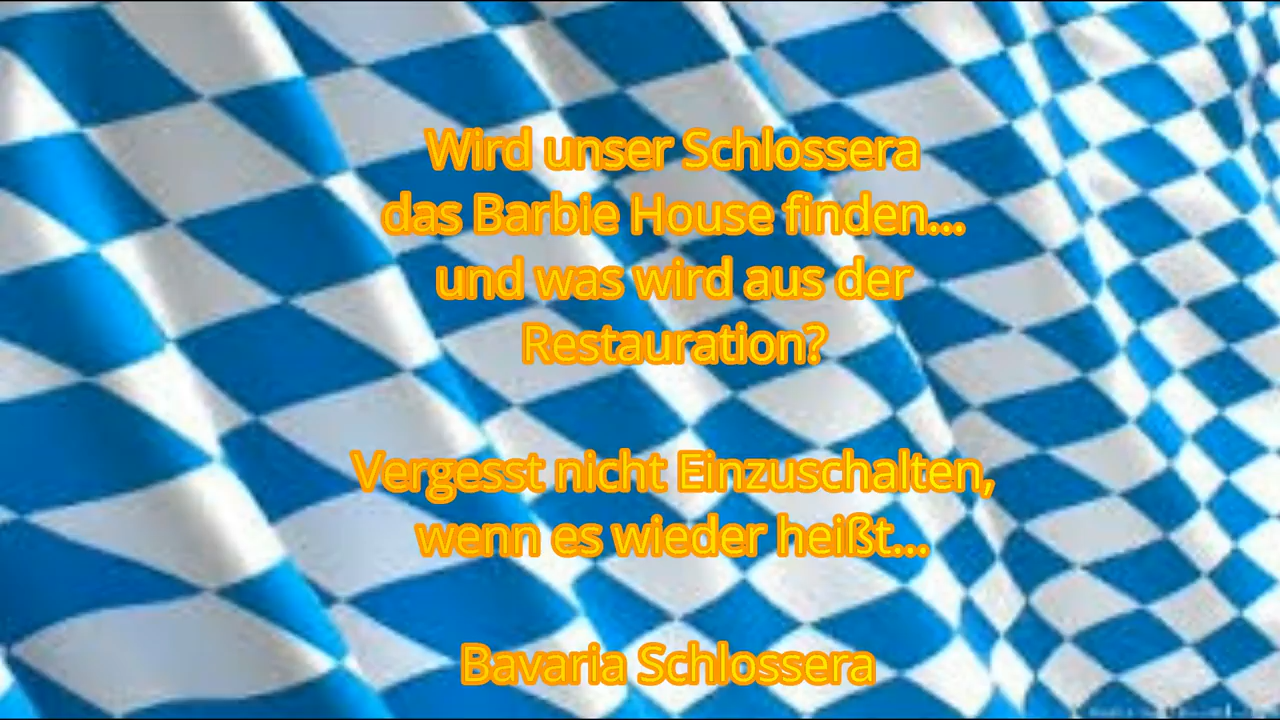 Wird unser Schlossera
das Barbie House finden...
und was wird aus der
Restauration?
Vergesst nicht Einzuschalten,
wenn es wieder heißt...
Bavaria Schlossera